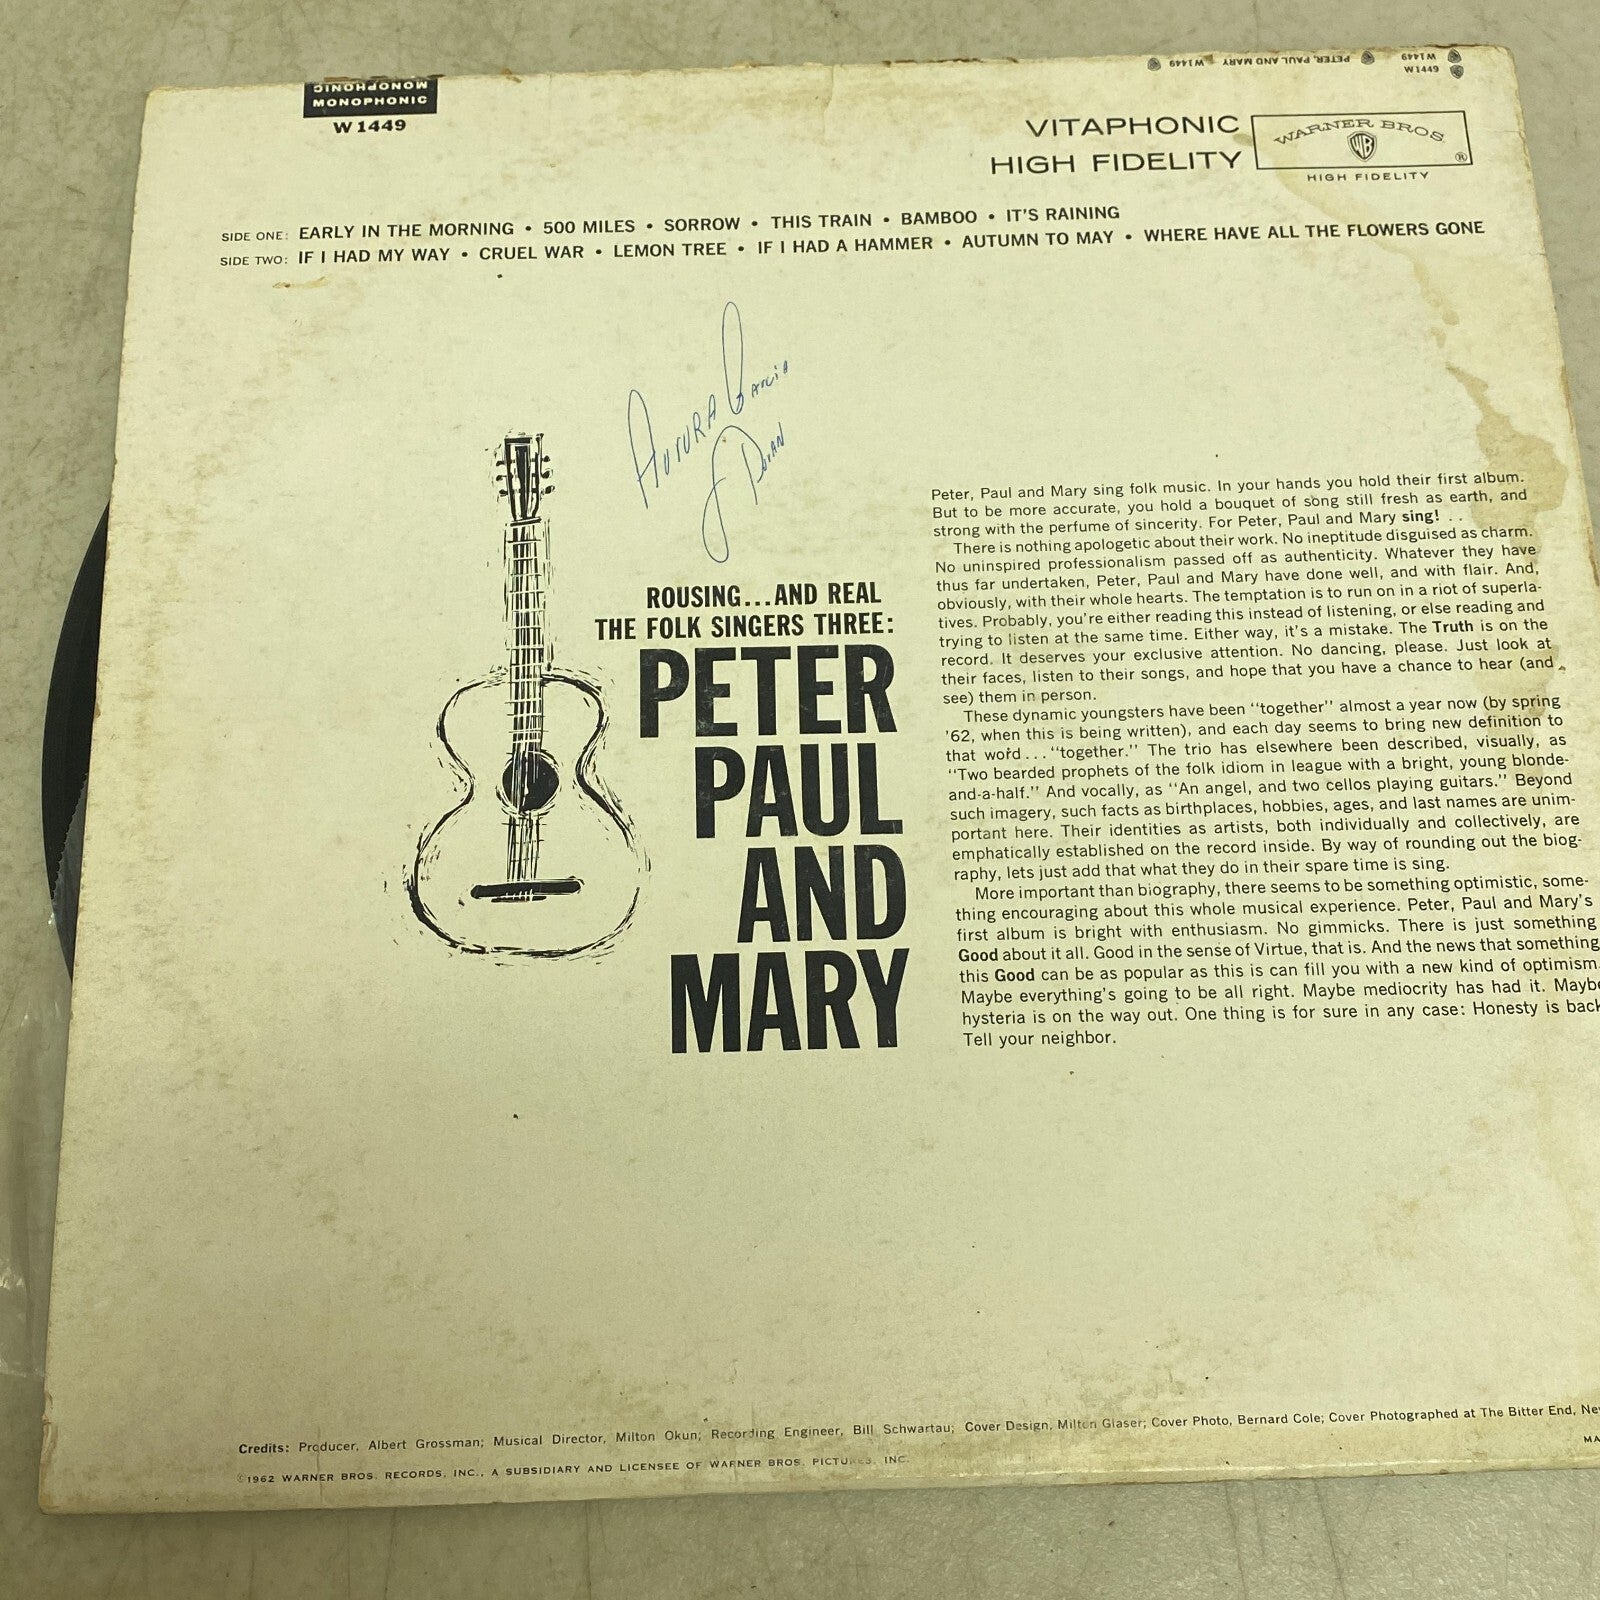 MONOPHONIC
MONOPHONIC
W1449
W1449 PETER, PAUL AND MARY W1449
W1449
VITAPHONIC
HIGH FIDELITY
WARNER BROS
WB
®
HIGH FIDELITY
SIDE ONE: EARLY IN THE MORNING • 500 MILES • SORROW • THIS TRAIN • BAMBOO • IT'S RAINING
SIDE TWO: IF I HAD MY WAY • CRUEL WAR • LEMON TREE • IF I HAD A HAMMER • AUTUMN TO MAY • WHERE HAVE ALL THE FLOWERS GONE
Garcia
ROUSING...AND REAL
THE FOLK SINGERS THREE:
PETER
PAUL
AND
MARY
Peter, Paul and Mary sing folk music. In your hands you hold their first album.
But to be more accurate, you hold a bouquet of song still fresh as earth, and
strong with the perfume of sincerity. For Peter, Paul and Mary sing! . .
There is nothing apologetic about their work. No ineptitude disguised as charm.
No uninspired professionalism passed off as authenticity. Whatever they have
thus far undertaken, Peter, Paul and Mary have done well, and with flair. And,
obviously, with their whole hearts. The temptation is to run on in a riot of superla-
tives. Probably, you're either reading this instead of listening, or else reading and
trying to listen at the same time. Either way, it's a mistake. The Truth is on the
record. It deserves your exclusive attention. No dancing, please. Just look at
their faces, listen to their songs, and hope that you have a chance to hear (and
see) them in person.
These dynamic youngsters have been "together" almost a year now (by spring
'62, when this is being written), and each day seems to bring new definition to
that word... "together." The trio has elsewhere been described, visually, as
"Two bearded prophets of the folk idiom in league with a bright, young blonde-
and-a-half." And vocally, as "An angel, and two cellos playing guitars." Beyond
such imagery, such facts as birthplaces, hobbies, ages, and last names are unim-
portant here. Their identities as artists, both individually and collectively, are
emphatically established on the record inside. By way of rounding out the biog-
raphy, lets just add that what they do in their spare time is sing.
More important than biography, there seems to be something optimistic, some-
thing encouraging about this whole musical experience. Peter, Paul and Mary's
first album is bright with enthusiasm. No gimmicks. There is just something
Good about it all. Good in the sense of Virtue, that is. And the news that something
this Good can be as popular as this is can fill you with a new kind of optimism.
Maybe everything's going to be all right. Maybe mediocrity has had it. Maybe
hysteria is on the way out. One thing is for sure in any case: Honesty is back
Tell your neighbor.
Credits: Producer, Albert Grossman; Musical Director, Milton Okun; Recording Engineer, Bill Schwartau; Cover Design, Milton Glaser; Cover Photo, Bernard Cole; Cover Photographed at The Bitter End, Ne
MA
©1962 WARNER BROS. RECORDS, INC., A SUBSIDIARY AND LICENSEE OF WARNER BROS. PICTURES INC.